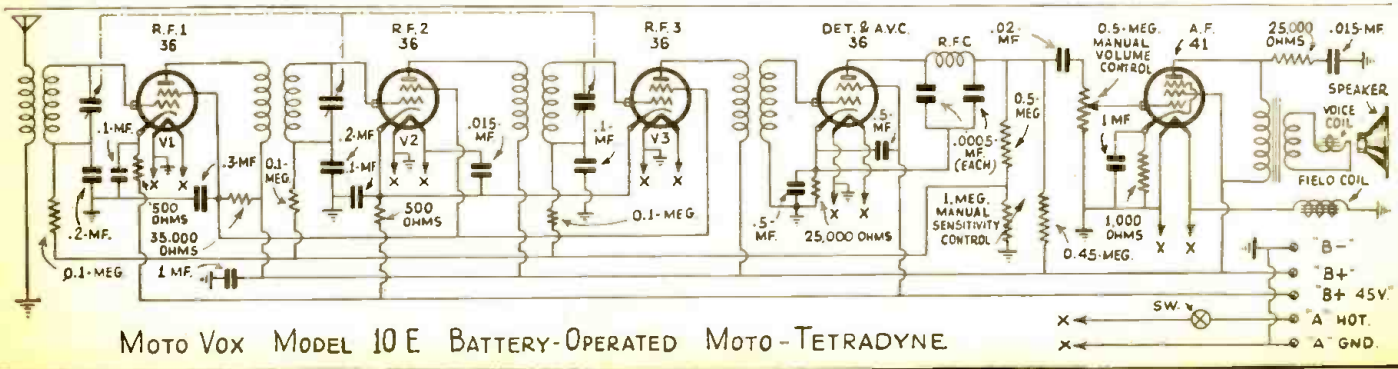 R.F.1
36
R.F.2
36
R.F.3
36
DET. & A.V.C.
36
R.F.C
.02-
MF
0.5-MEG.
MANUAL
VOLUME
CONTROL
A.F.
41
25,000
OHMS
.015-MF.
SPEAKER
VOICE
COIL
FIELD COIL
.1-MF.
V1
.3-MF
0.1-
MEG.
500
OHMS
35,000
OHMS
.2-MF.
0.1-MEG.
1 MF.
.2-MF
.1-MF
V2
.015-
MF
500
OHMS
.1-
MF
V3
0.1-MEG.
.5-
MF
.5-
MF.
25,000 OHMS
.0005-
MF
(EACH)
0.5-
MEG
1. MEG.
MANUAL
SENSITIVITY
CONTROL
0.45-MEG.
1 MF
1,000
OHMS
X X
X X
X X
X X
X X
"B-"
"B+"
"B+ 45V."
SW.
X "A" HOT.
X "A" GND.
MOTO VOX MODEL 10 E BATTERY-OPERATED MOTO-TETRADYNE